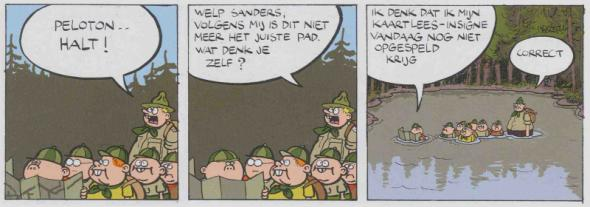 PELOTON..
HALT!
WELP SANDERS,
VOLGENS MIJ IS DIT NIET
MEER HET JUISTE PAD.
WAT DENK JE
ZELF?
IK DENK DAT IK MIJN
KAARTLEES-INSIGNE
VANDAAG NOG NIET
OPGESPELD
KRIJG
CORRECT